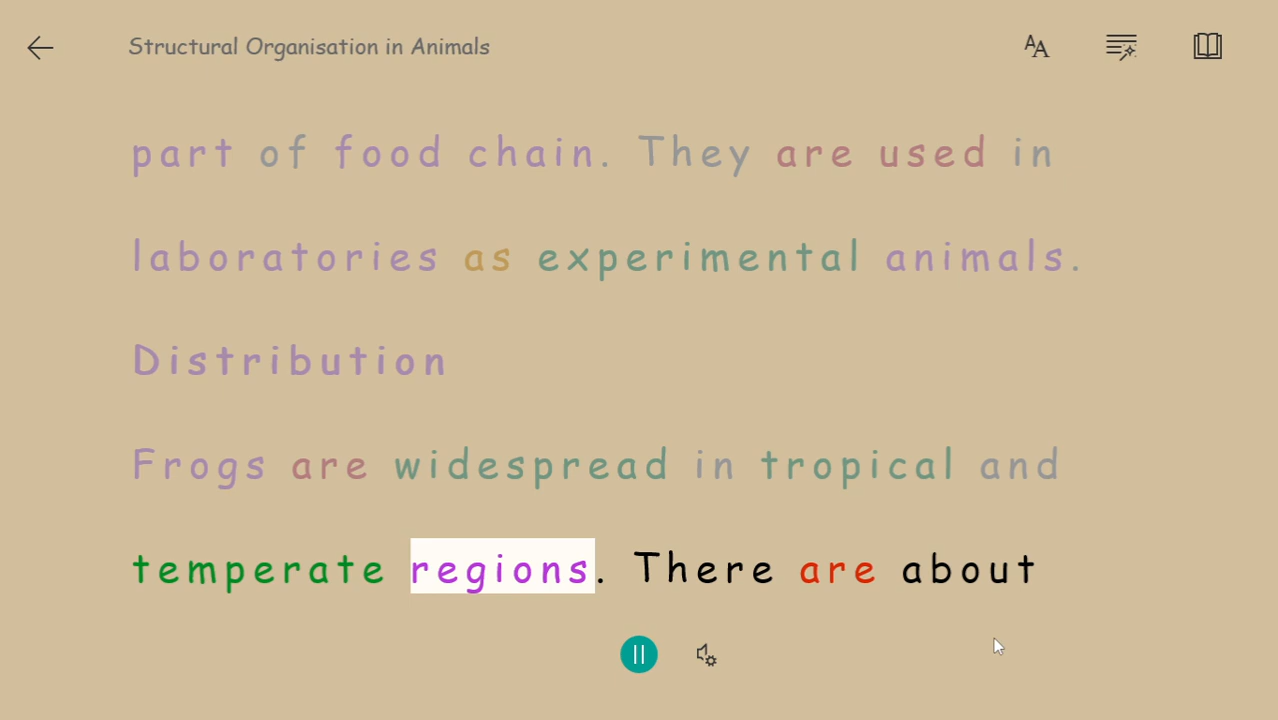 Structural Organisation in Animals
part of food chain. They are used in
laboratories as experimental animals.
Distribution
Frogs are widespread in tropical and
temperate regions. There are about